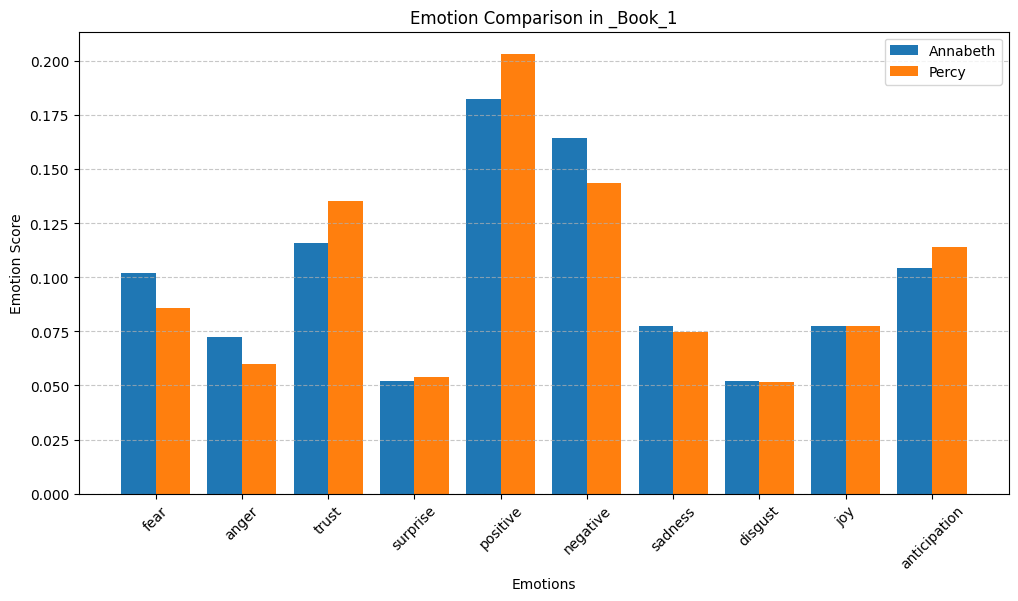 Emotion Comparison in _Book_1
Annabeth
Percy
Emotion Score
0.200
0.175
0.150
0.125
0.100
0.075
0.050
0.025
0.000
fear
anger
trust
surprise
positive
negative
sadness
disgust
joy
anticipation
Emotions